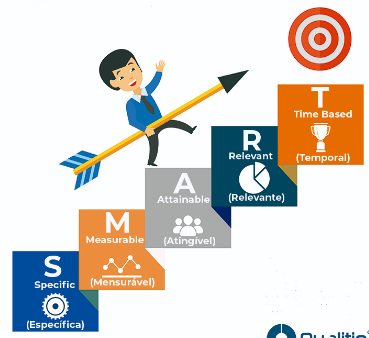 T
Time Based
(Temporal)
R
Relevant
(Relevante)
A
Attainable
(Atingível)
M
Measurable
(Mensurável)
S
Specific
(Específica)